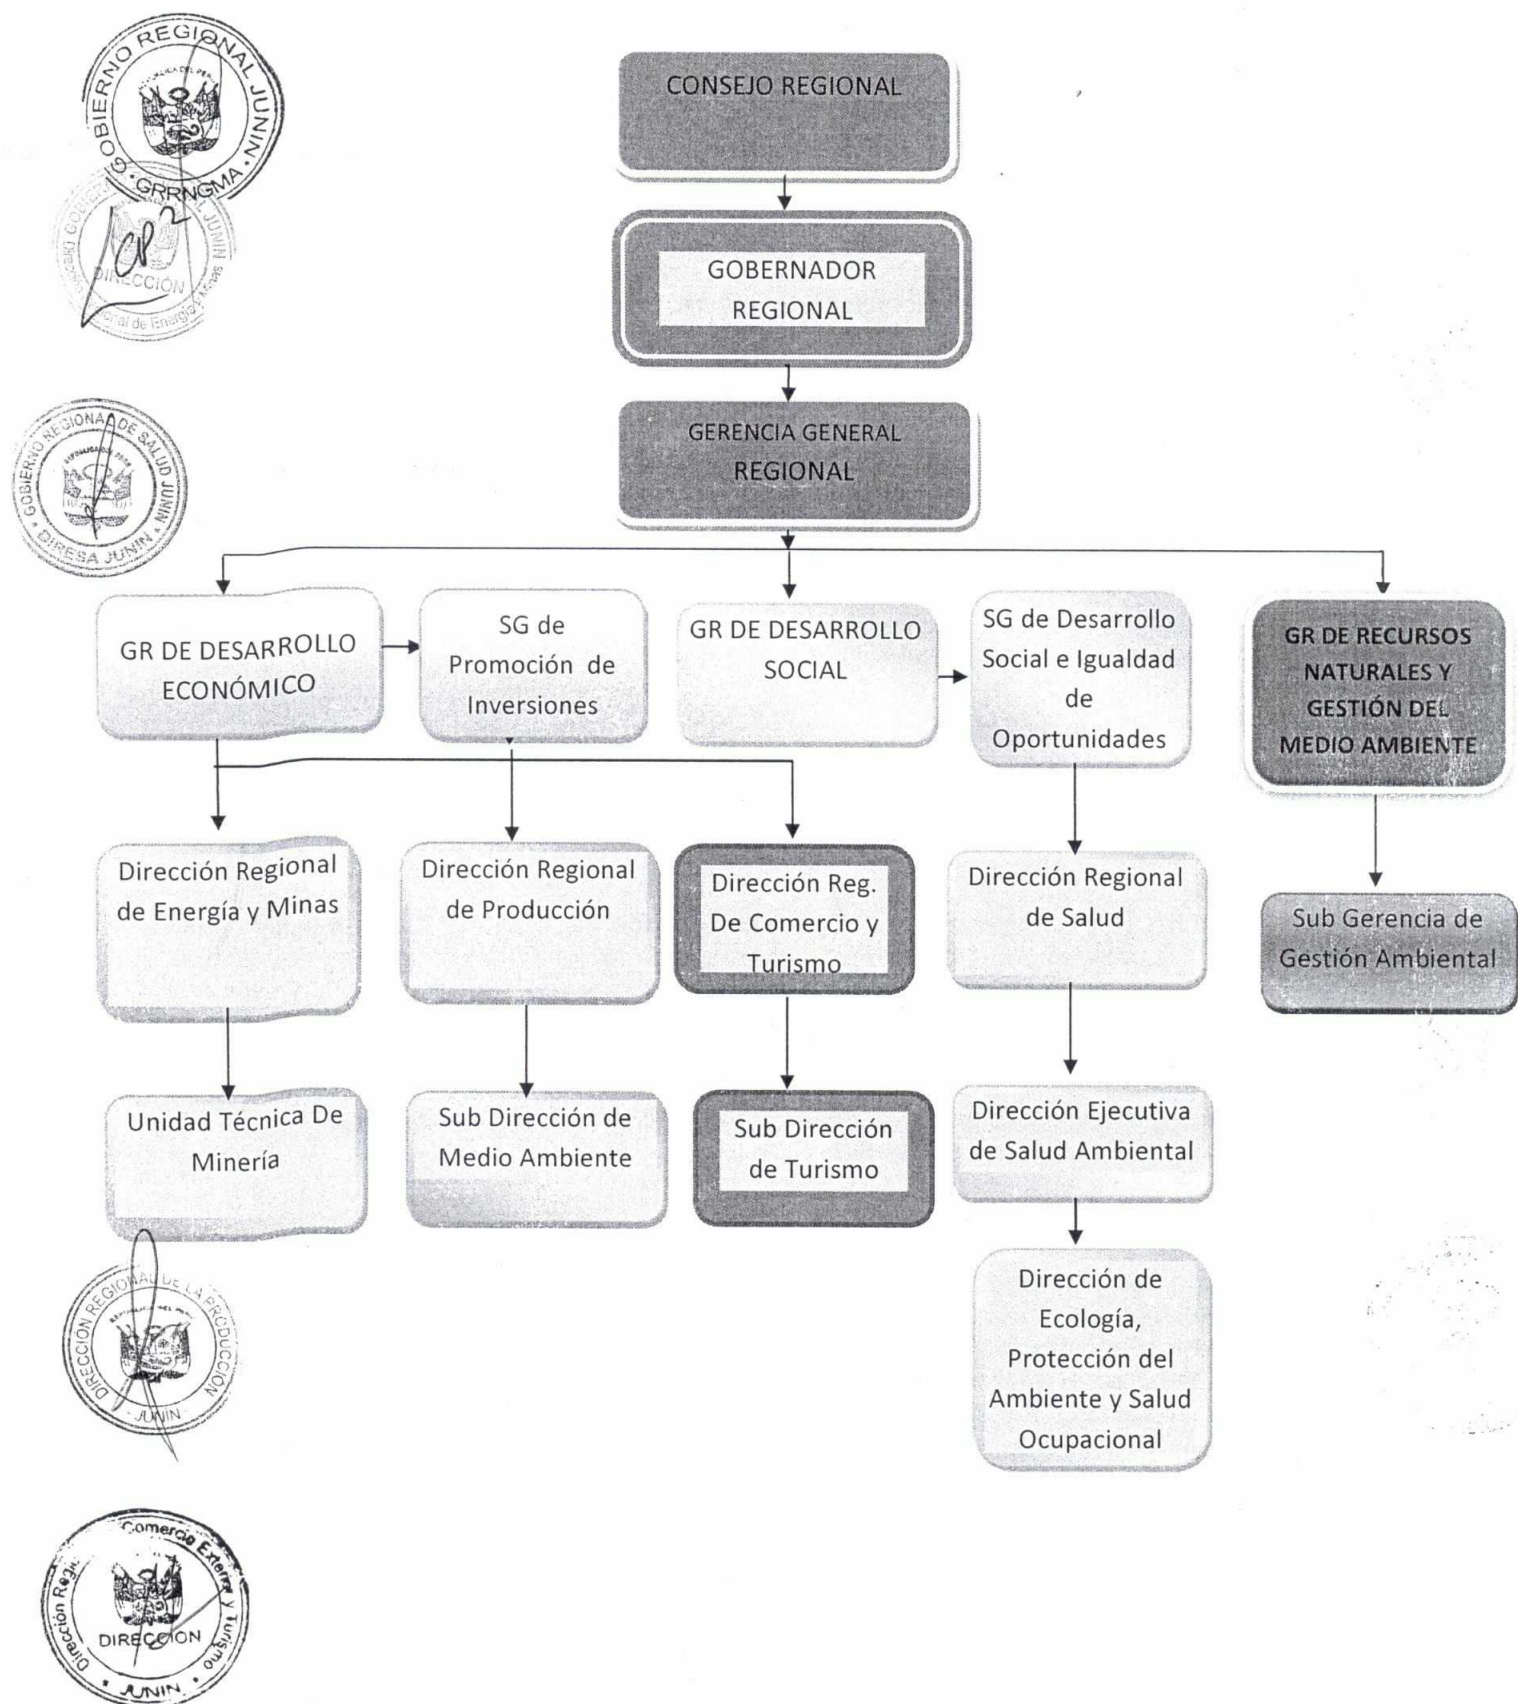 GOBIERNO REGIONAL JUNIN
REPUBLICA DEL PERU
GRRNGMA
DIRECCIÓN
CONSEJO REGIONAL
GOBERNADOR
REGIONAL
GERENCIA GENERAL
REGIONAL
GOBIERNO REGIONAL DE SALUD JUNIN
DIRESA JUNIN
GR DE DESARROLLO
ECONÓMICO
SG de
Promoción de
Inversiones
GR DE DESARROLLO
SOCIAL
SG de Desarrollo
Social e Igualdad
de
Oportunidades
GR DE RECURSOS
NATURALES Y
GESTIÓN DEL
MEDIO AMBIENTE
Dirección Regional
de Energía y Minas
Dirección Regional
de Producción
Dirección Reg.
De Comercio y
Turismo
Dirección Regional
de Salud
Sub Gerencia de
Gestión Ambiental
Unidad Técnica De
Minería
Sub Dirección de
Medio Ambiente
Sub Dirección
de Turismo
Dirección Ejecutiva
de Salud Ambiental
Dirección de
Ecología,
Protección del
Ambiente y Salud
Ocupacional
DIRECCIÓN REGIONAL DE LA PRODUCCIÓN
JUNIN
Comercio Exterior y Turismo
DIRECCION
JUNIN